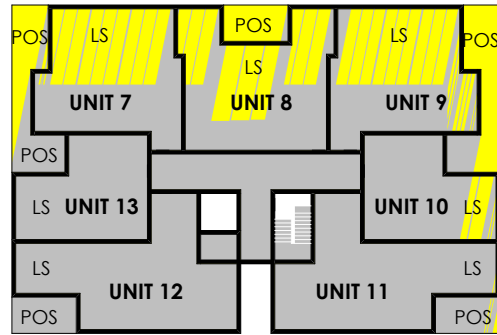 POS
LS
POS
LS
POS
LS
UNIT 7
UNIT 8
UNIT 9
POS
LS
UNIT 13
UNIT 10
LS
LS
LS
UNIT 12
UNIT 11
POS
POS